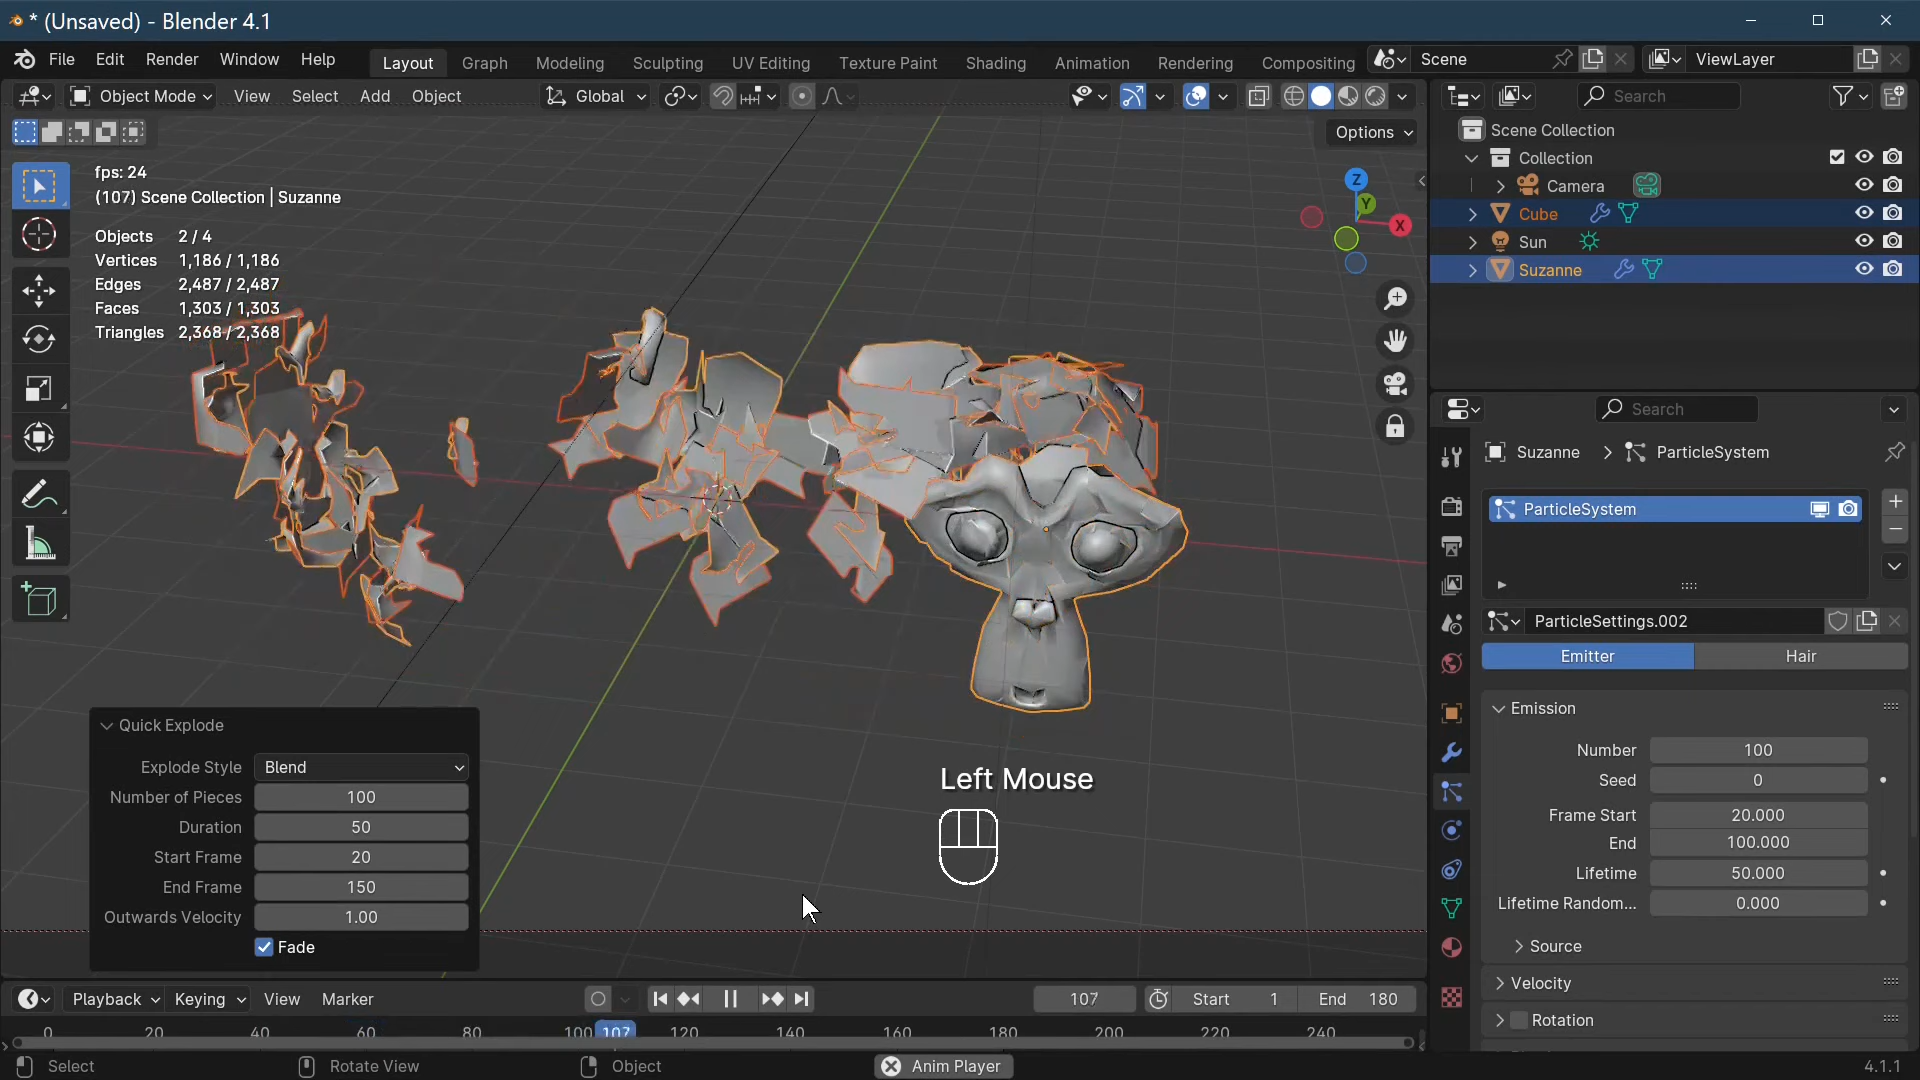 * (Unsaved) - Blender 4.1
File Edit Render Window Help Layout Graph Modeling Sculpting UV Editing Texture Paint Shading Animation Rendering Compositing Scene ViewLayer
Object Mode View Select Add Object Global Search
Options
fps: 24
(107) Scene Collection | Suzanne
Objects 2 / 4
Vertices 1,186 / 1,186
Edges 2,487 / 2,487
Faces 1,303 / 1,303
Triangles 2,368 / 2,368
Z
Y
X
Scene Collection
Collection
Camera
Cube
Sun
Suzanne
Search
Suzanne > ParticleSystem
ParticleSystem
ParticleSettings.002
Emitter Hair
Emission
Number 100
Seed 0
Frame Start 20.000
End 100.000
Lifetime 50.000
Lifetime Random... 0.000
Source
Velocity
Rotation
Quick Explode
Explode Style Blend
Number of Pieces 100
Duration 50
Start Frame 20
End Frame 150
Outwards Velocity 1.00
Fade
Left Mouse
Playback Keying View Marker 107 Start 1 End 180
0 20 40 60 80 100 107 120 140 160 180 200 220 240
Select Rotate View Object Anim Player 4.1.1